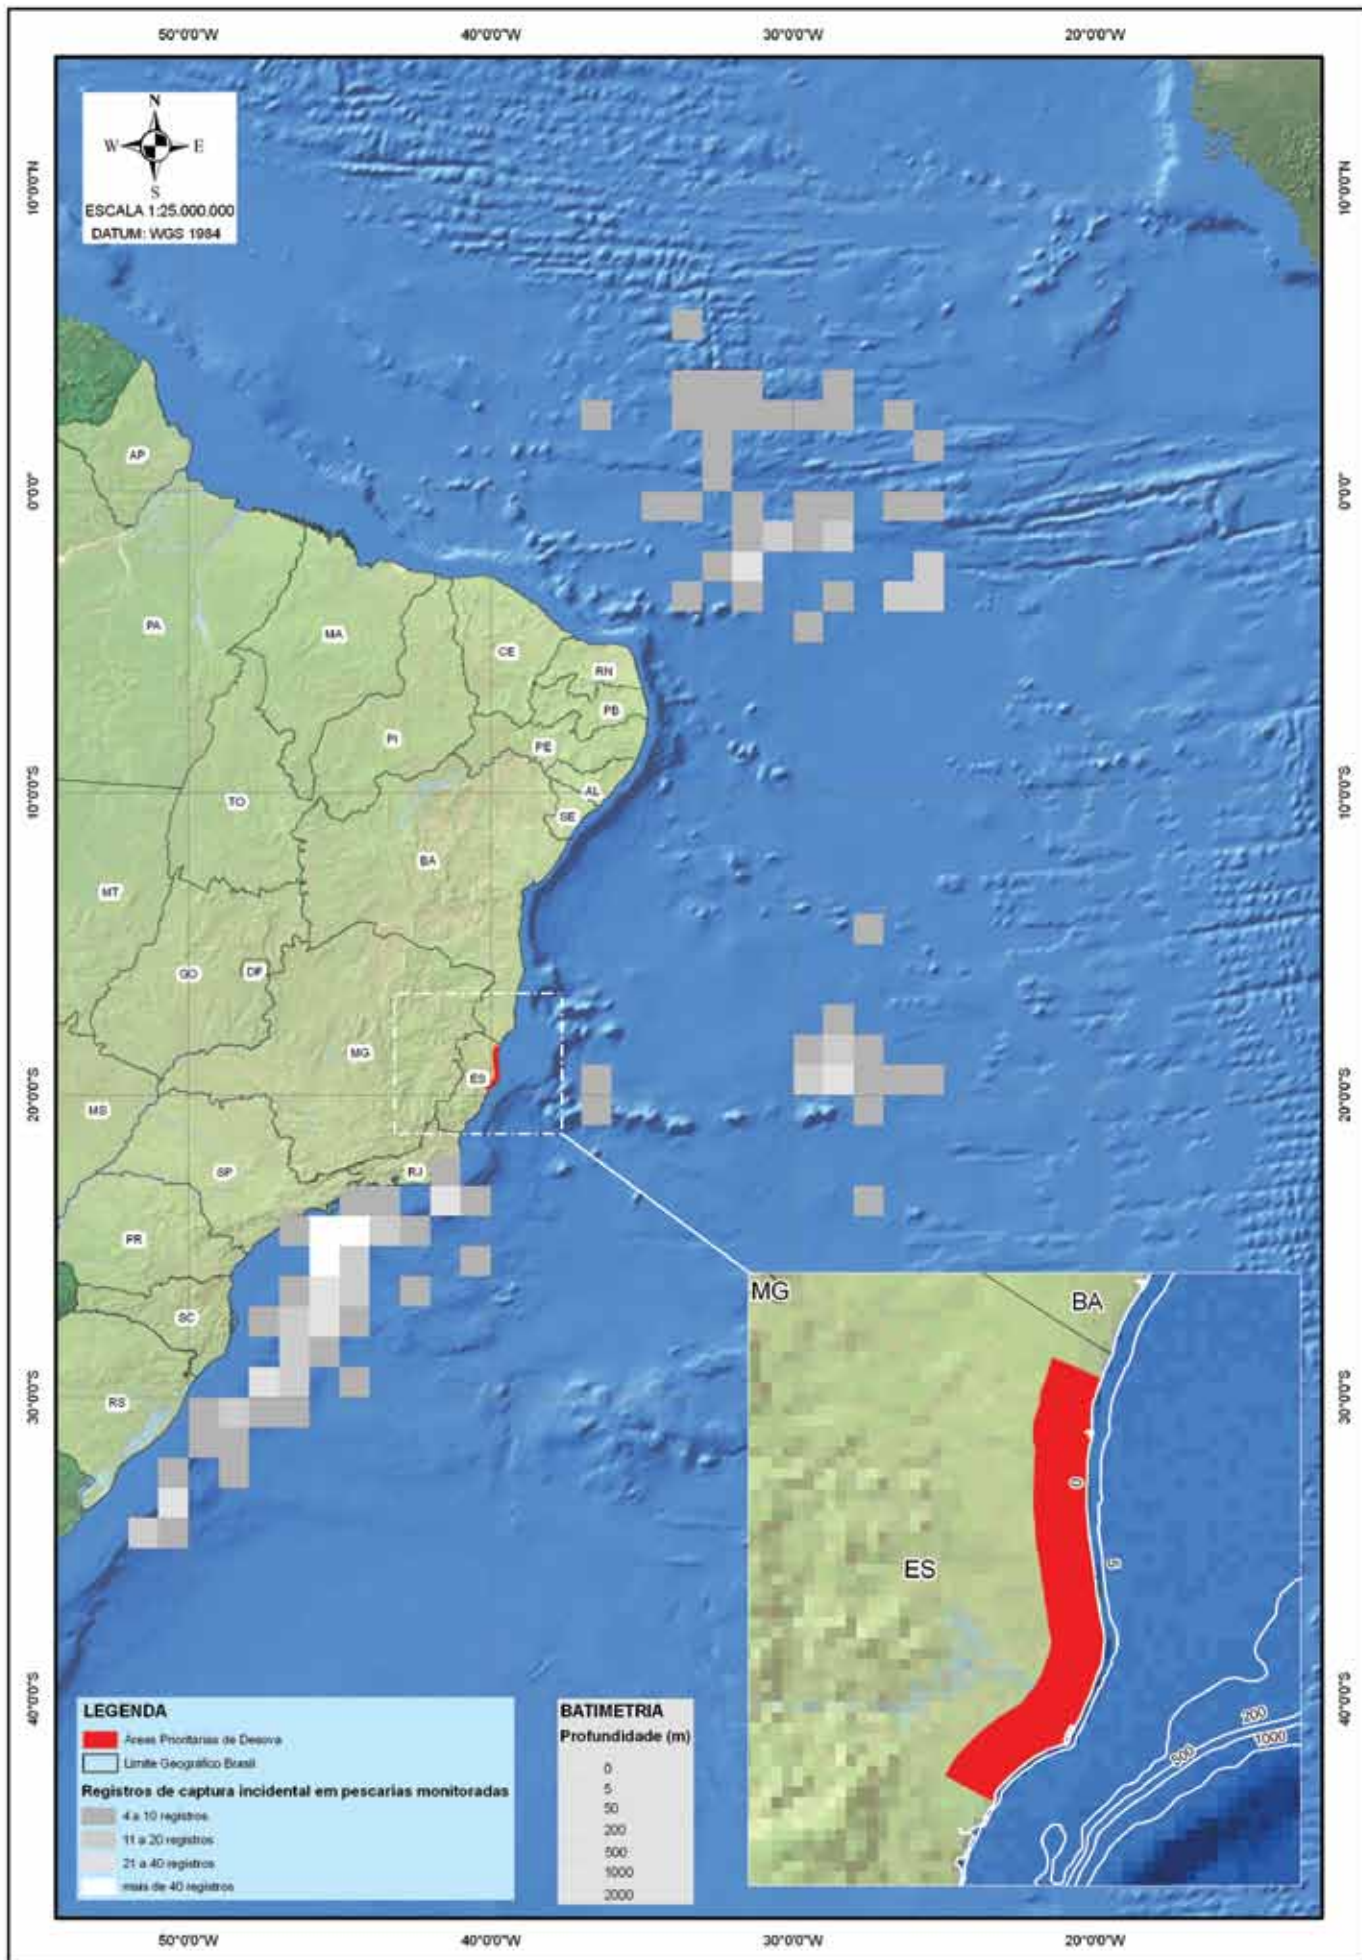 50°0'0"W 40°0'0"W 30°0'0"W 20°0'0"W
N
W E
S
ESCALA 1:25.000.000
DATUM: WGS 1984
10°0'0"N 10°0'0"N
AP
0°0'0" 0°0'0"
PA
MA
CE
RN
PB
PI
PE
AL
TO
SE
10°0'0"S 10°0'0"S
BA
MT
GO
DF
MG
ES
20°0'0"S 20°0'0"S
MS
SP
RJ
PR
SC
RS
30°0'0"S 30°0'0"S
MG
BA
0
5
ES
200
500
1000
40°0'0"S 40°0'0"S
LEGENDA
Áreas Prioritárias de Desova
Limite Geográfico Brasil
Registros de captura incidental em pescarias monitoradas
4 a 10 registros
11 a 20 registros
21 a 40 registros
mais de 40 registros
BATIMETRIA
Profundidade (m)
0
5
50
200
500
1000
2000
50°0'0"W 40°0'0"W 30°0'0"W 20°0'0"W